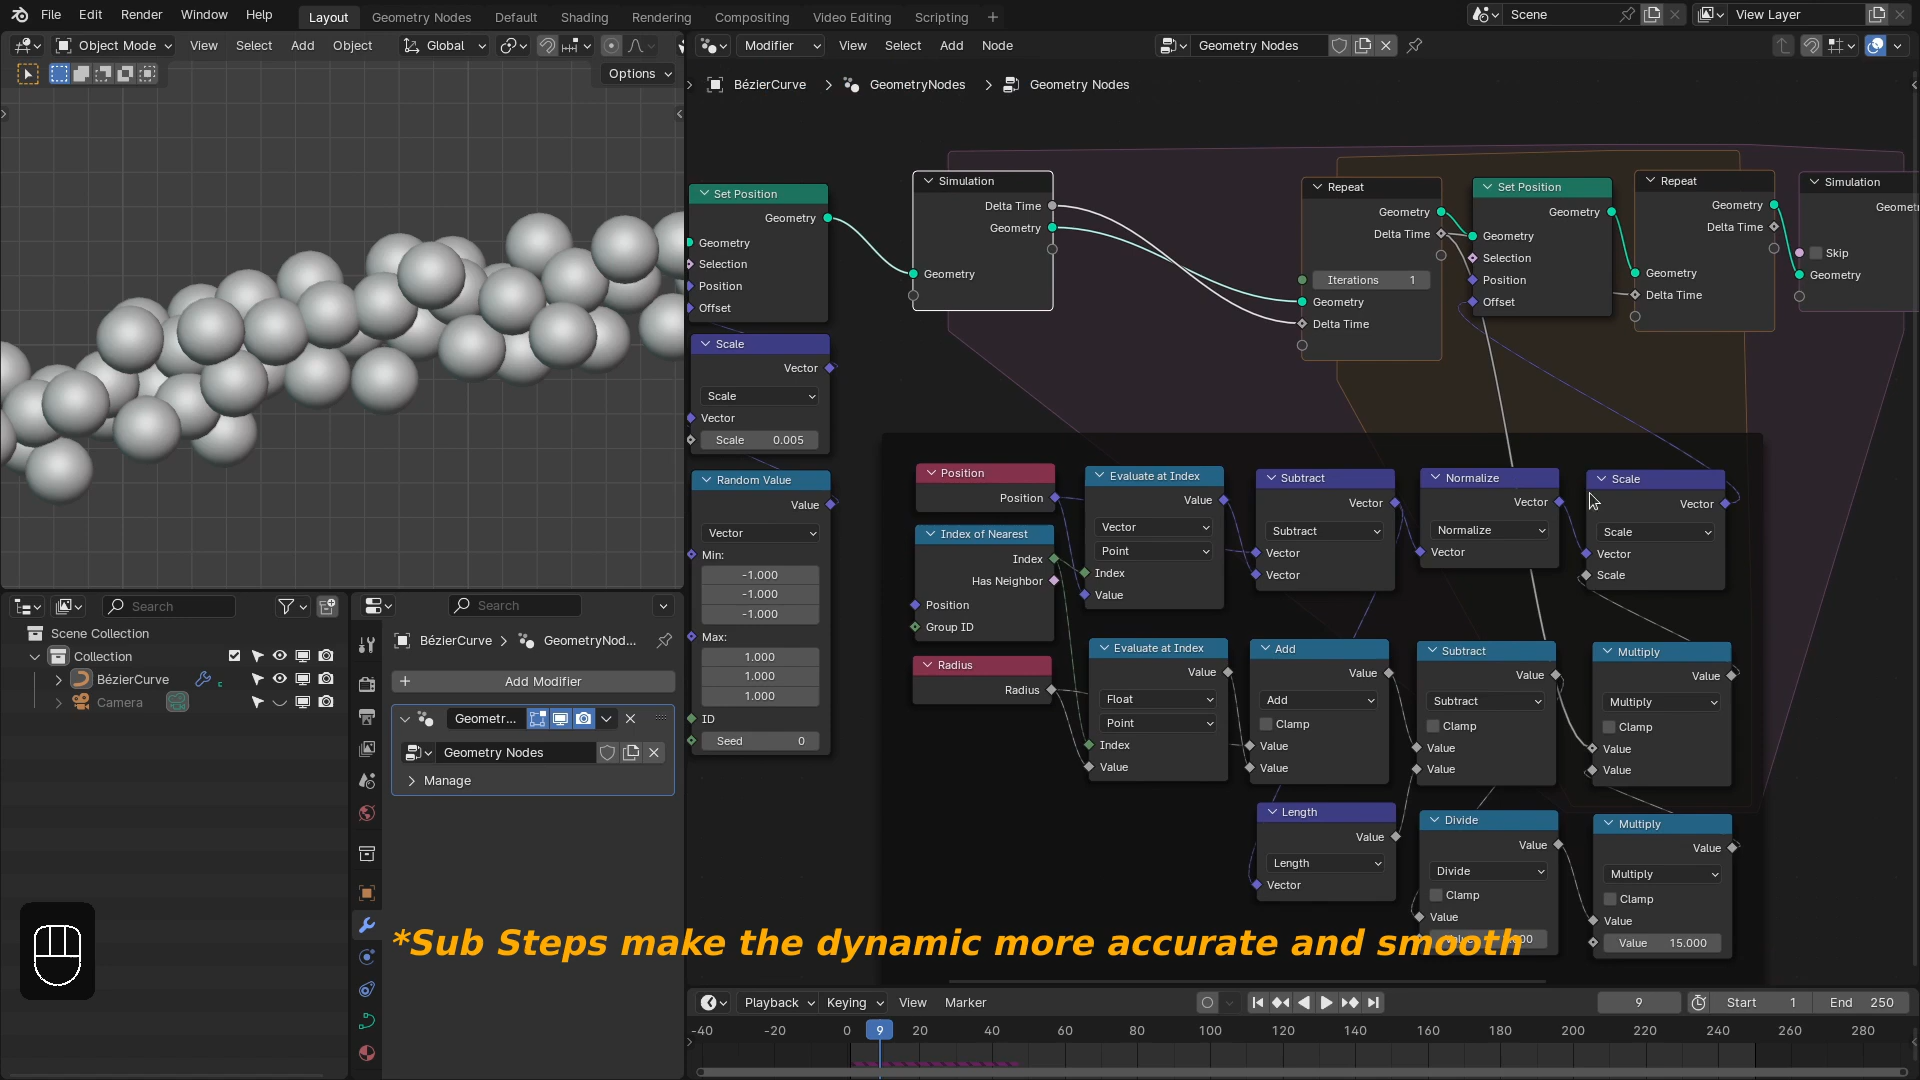 File Edit Render Window Help Layout Geometry Nodes Default Shading Rendering Compositing Video Editing Scripting + Scene View Layer
Object Mode View Select Add Object Global
Options
Modifier View Select Add Node Geometry Nodes
BézierCurve > GeometryNodes > Geometry Nodes
Set Position
Geometry
Geometry
Selection
Position
Offset
Scale
Vector
Scale
Vector
Scale 0.005
Random Value
Value
Vector
Min:
-1.000
-1.000
-1.000
Max:
1.000
1.000
1.000
ID
Seed 0
Simulation
Delta Time
Geometry
Geometry
Repeat
Geometry
Delta Time
Iterations 1
Geometry
Delta Time
Set Position
Geometry
Geometry
Selection
Position
Offset
Repeat
Geometry
Delta Time
Geometry
Delta Time
Simulation
Skip
Geometry
Position
Position
Index of Nearest
Index
Has Neighbor
Position
Group ID
Radius
Radius
Evaluate at Index
Value
Vector
Point
Index
Value
Evaluate at Index
Value
Float
Point
Index
Value
Subtract
Vector
Subtract
Vector
Vector
Add
Value
Add
Clamp
Value
Value
Length
Value
Length
Vector
Normalize
Vector
Normalize
Vector
Subtract
Value
Subtract
Clamp
Value
Value
Divide
Value
Divide
Clamp
Value
Scale
Vector
Scale
Vector
Scale
Multiply
Value
Multiply
Clamp
Value
Value
Multiply
Value
Multiply
Clamp
Value
Value 15.000
Search
Scene Collection
Collection
BézierCurve
Camera
Search
BézierCurve > GeometryNod...
+ Add Modifier
Geometr...
Geometry Nodes
Manage
*Sub Steps make the dynamic more accurate and smooth
Playback Keying View Marker 9 Start 1 End 250
-40 -20 0 9 20 40 60 80 100 120 140 160 180 200 220 240 260 280